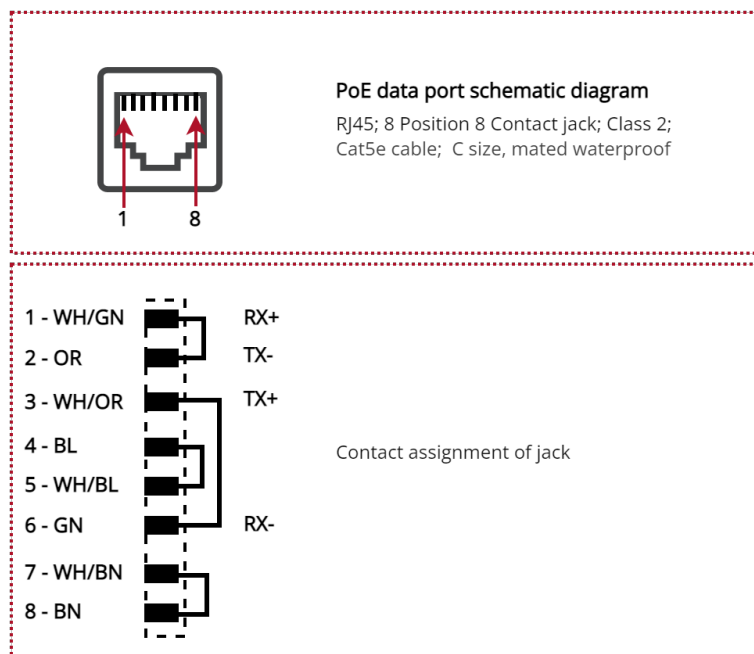 PoE data port schematic diagram
RJ45; 8 Position 8 Contact jack; Class 2;
Cat5e cable; C size, mated waterproof
1 8
1 - WH/GN RX+
2 - OR TX-
3 - WH/OR TX+
4 - BL
Contact assignment of jack
5 - WH/BL
6 - GN RX-
7 - WH/BN
8 - BN